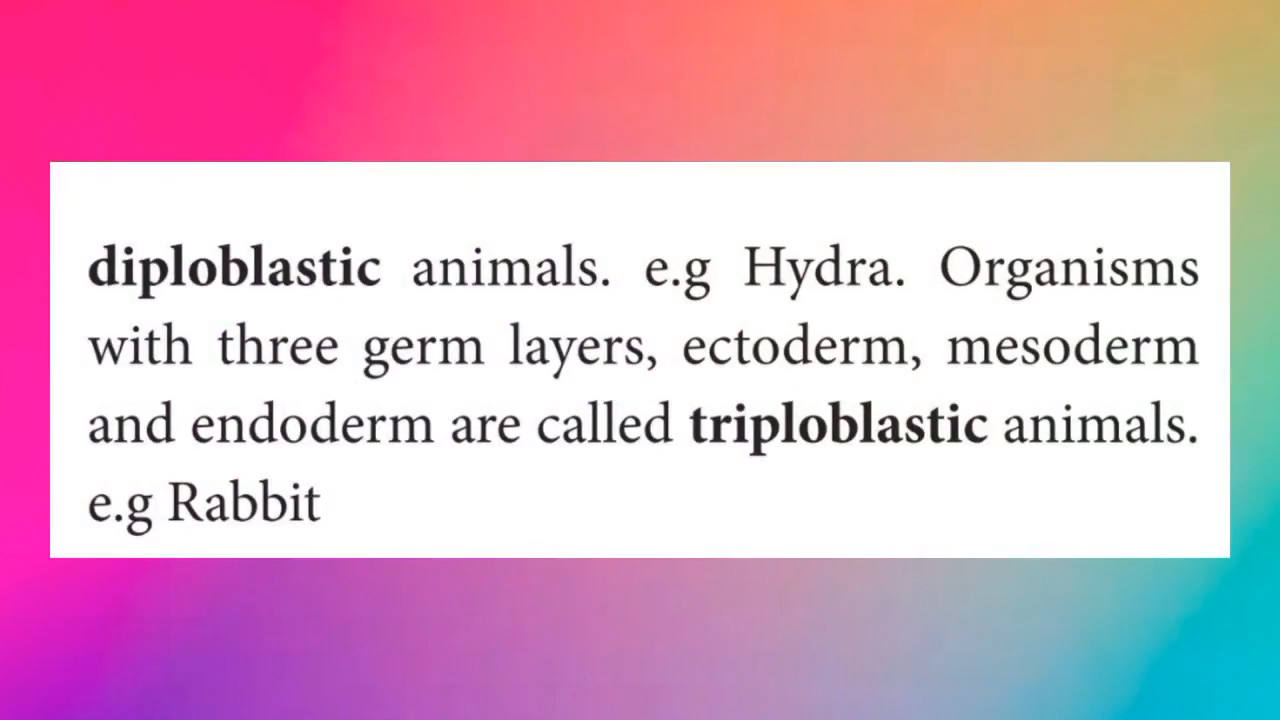 diploblastic animals. e.g Hydra. Organisms
with three germ layers, ectoderm, mesoderm
and endoderm are called triploblastic animals.
e.g Rabbit